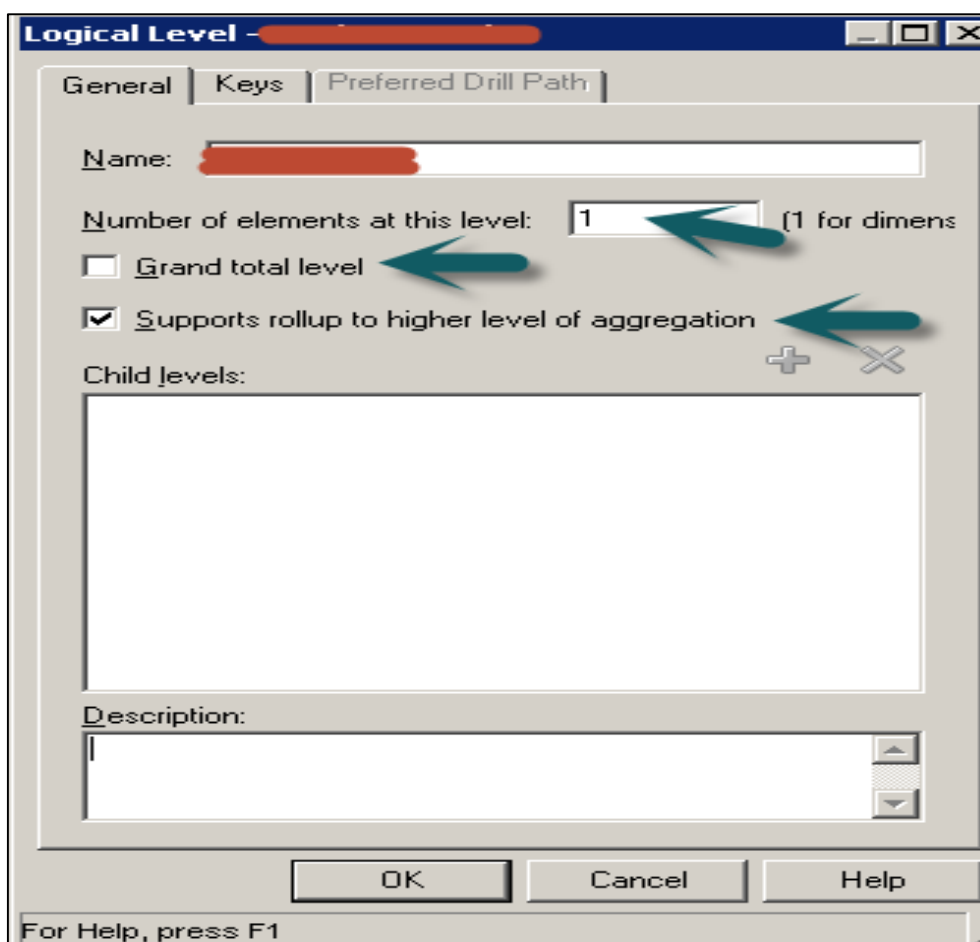 Logical Level -
General Keys Preferred Drill Path
Name:
Number of elements at this level: 1 (1 for dimens
Grand total level
Supports rollup to higher level of aggregation
Child levels:
Description:
OK Cancel Help
For Help, press F1